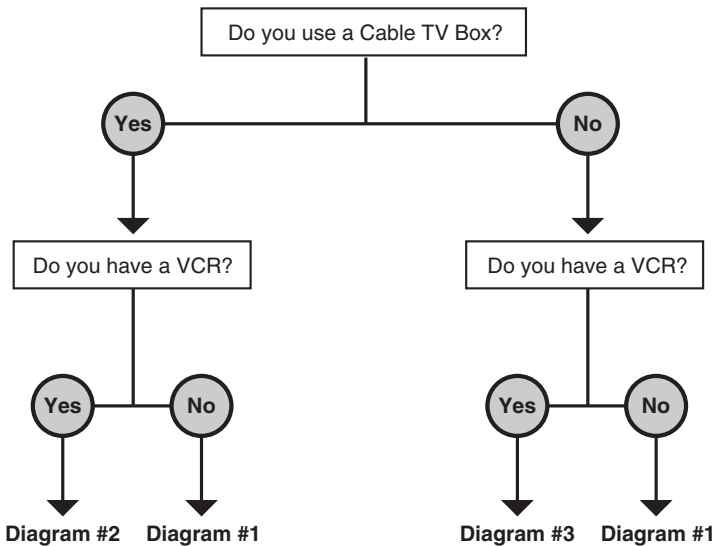 Do you use a Cable TV Box?
Yes
No
Do you have a VCR?
Do you have a VCR?
Yes
No
Yes
No
Diagram #2
Diagram #1
Diagram #3
Diagram #1